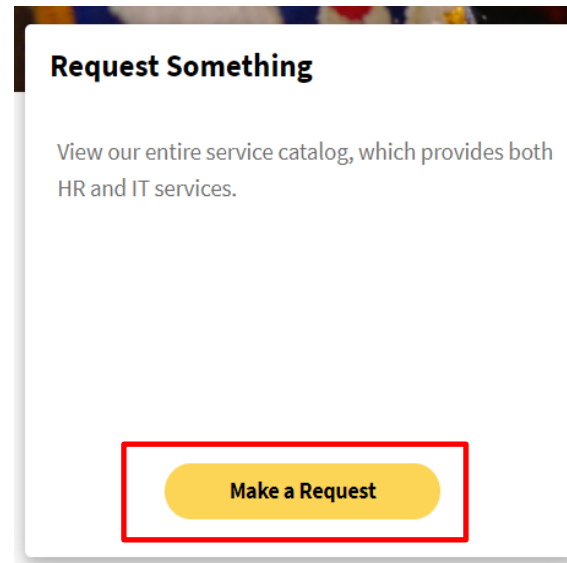 Request Something
View our entire service catalog, which provides both
HR and IT services.
Make a Request